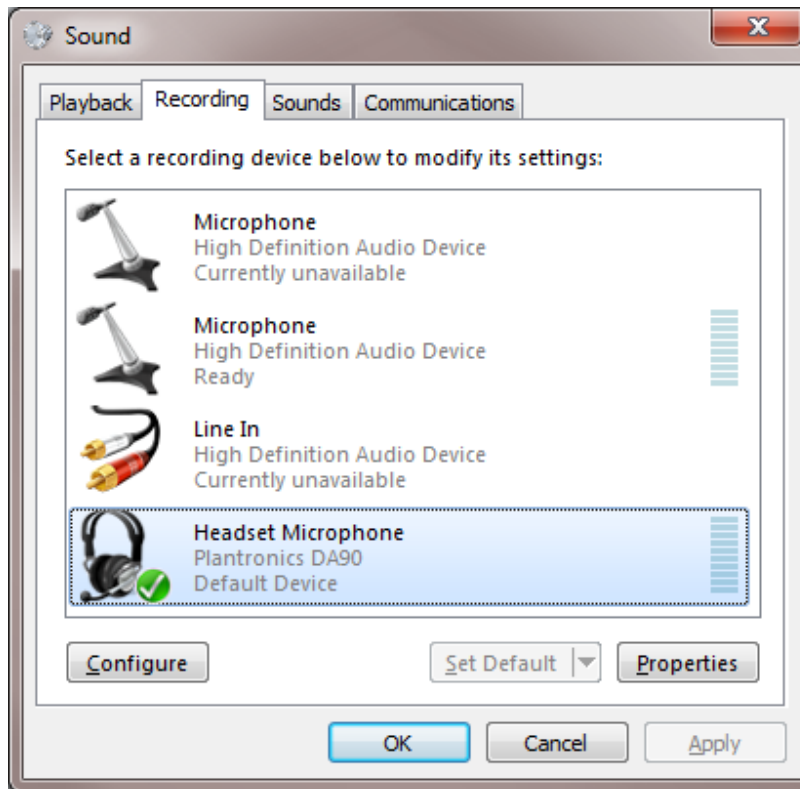 Sound
Playback Recording Sounds Communications
Select a recording device below to modify its settings:
Microphone
High Definition Audio Device
Currently unavailable
Microphone
High Definition Audio Device
Ready
Line In
High Definition Audio Device
Currently unavailable
Headset Microphone
Plantronics DA90
Default Device
Configure Set Default Properties
OK Cancel Apply